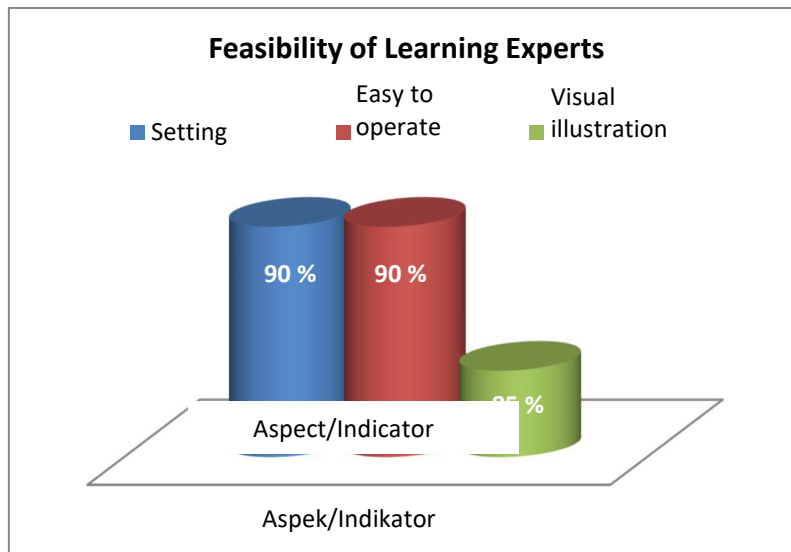 Feasibility of Learning Experts
Setting
Easy to
operate
Visual
illustration
90 %
90 %
%
Aspect/Indicator
Aspek/Indikator